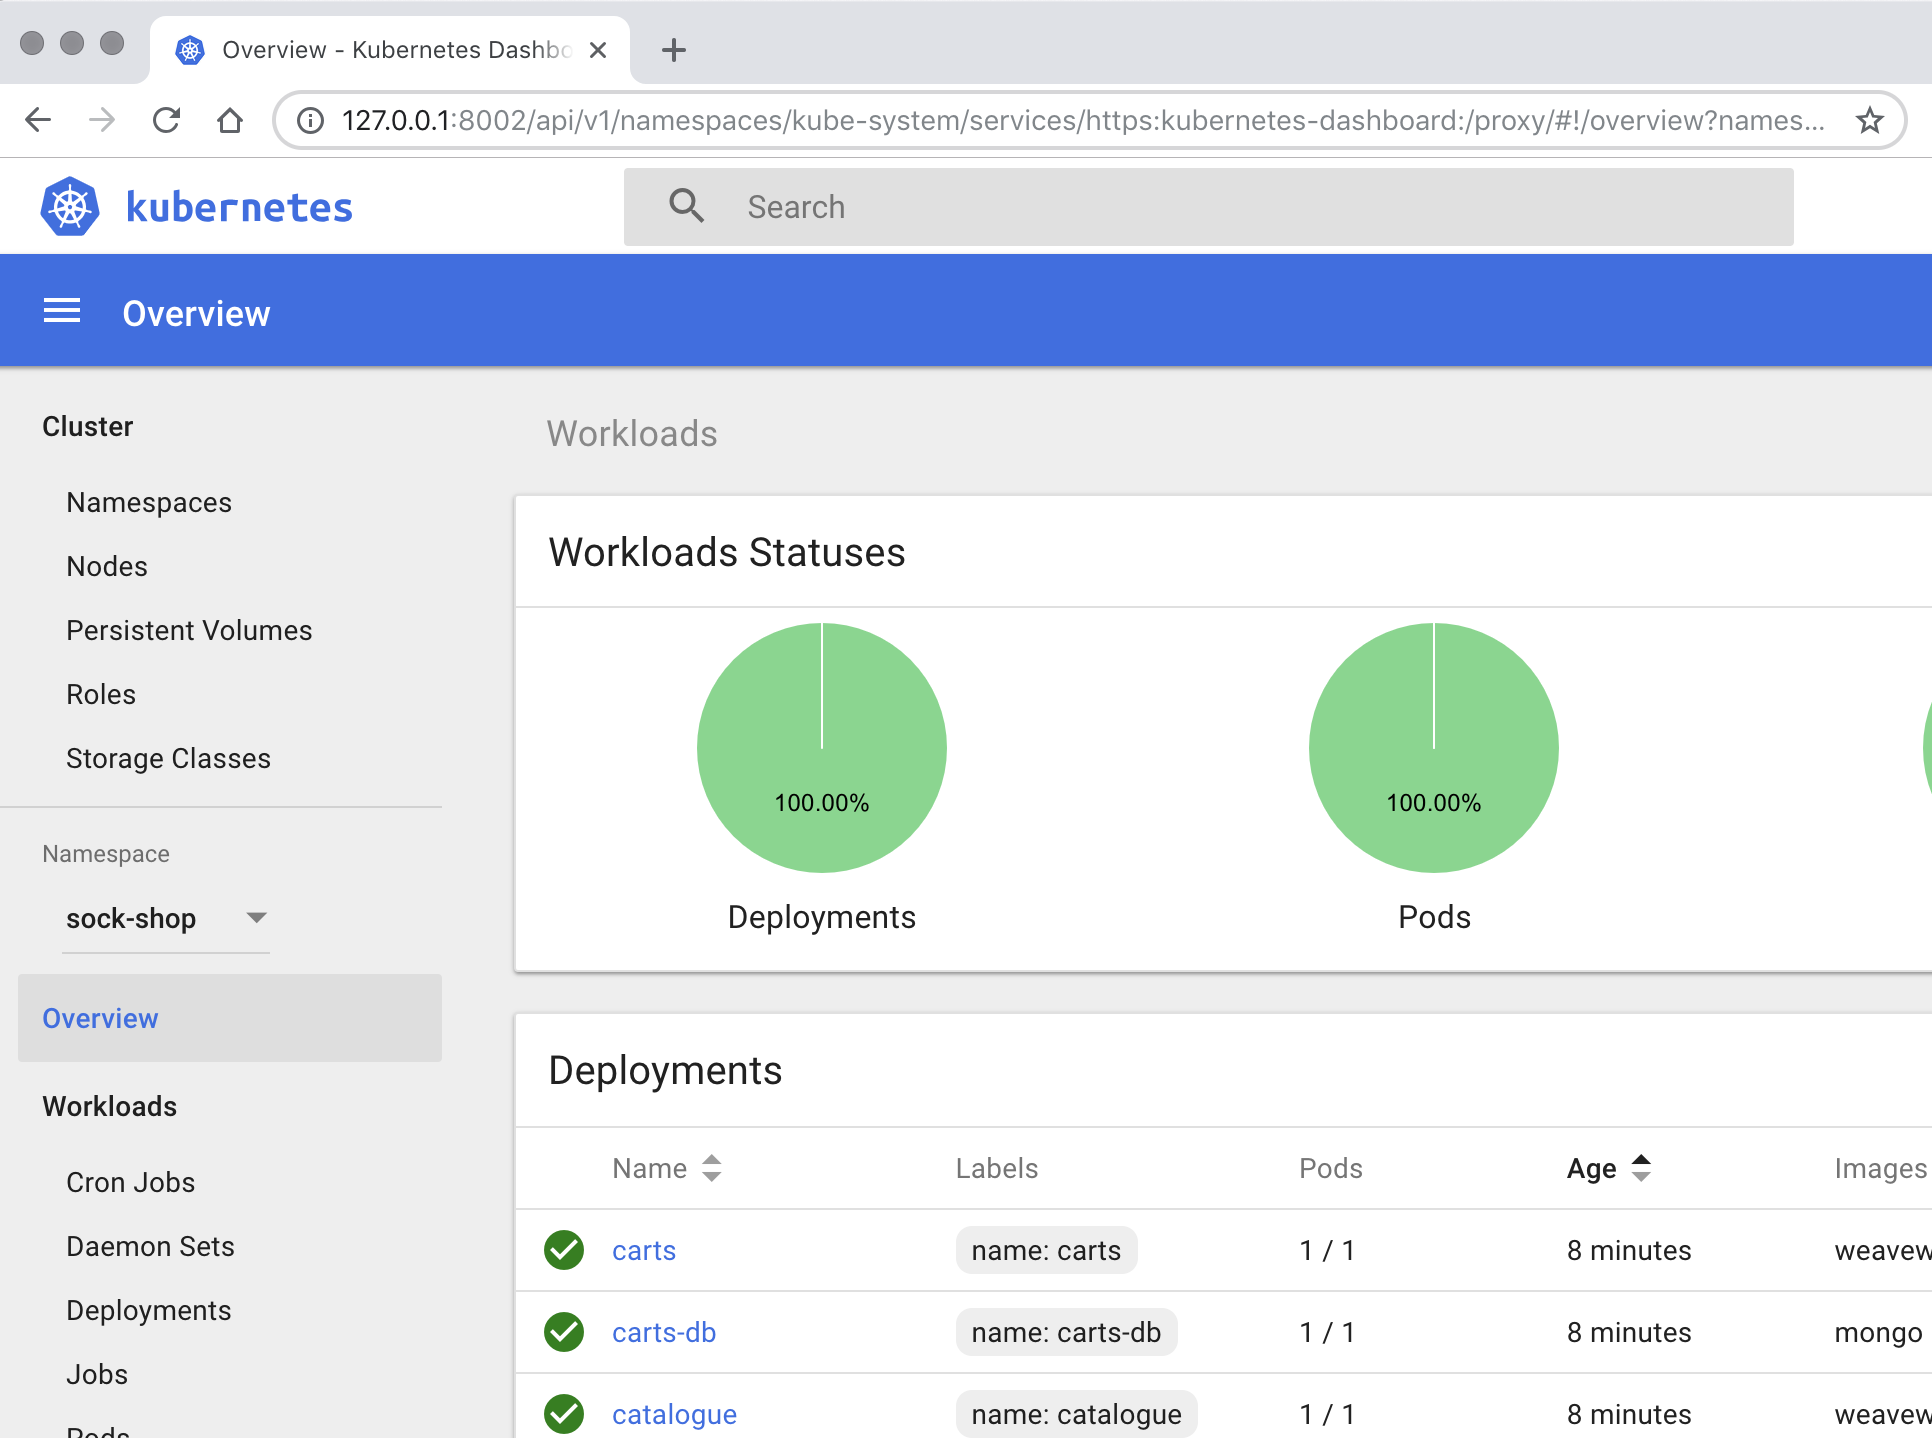 Overview - Kubernetes Dashbo
127.0.0.1:8002/api/v1/namespaces/kube-system/services/https:kubernetes-dashboard:/proxy/#!/overview?names...
kubernetes
Search
Overview
Cluster
Namespaces
Nodes
Persistent Volumes
Roles
Storage Classes
Namespace
sock-shop
Overview
Workloads
Cron Jobs
Daemon Sets
Deployments
Jobs
Pods
Workloads
Workloads Statuses
100.00%
100.00%
Deployments
Pods
Deployments
Name Labels Pods Age Images
carts name: carts 1 / 1 8 minutes weavew
carts-db name: carts-db 1 / 1 8 minutes mongo
catalogue name: catalogue 1 / 1 8 minutes weavew